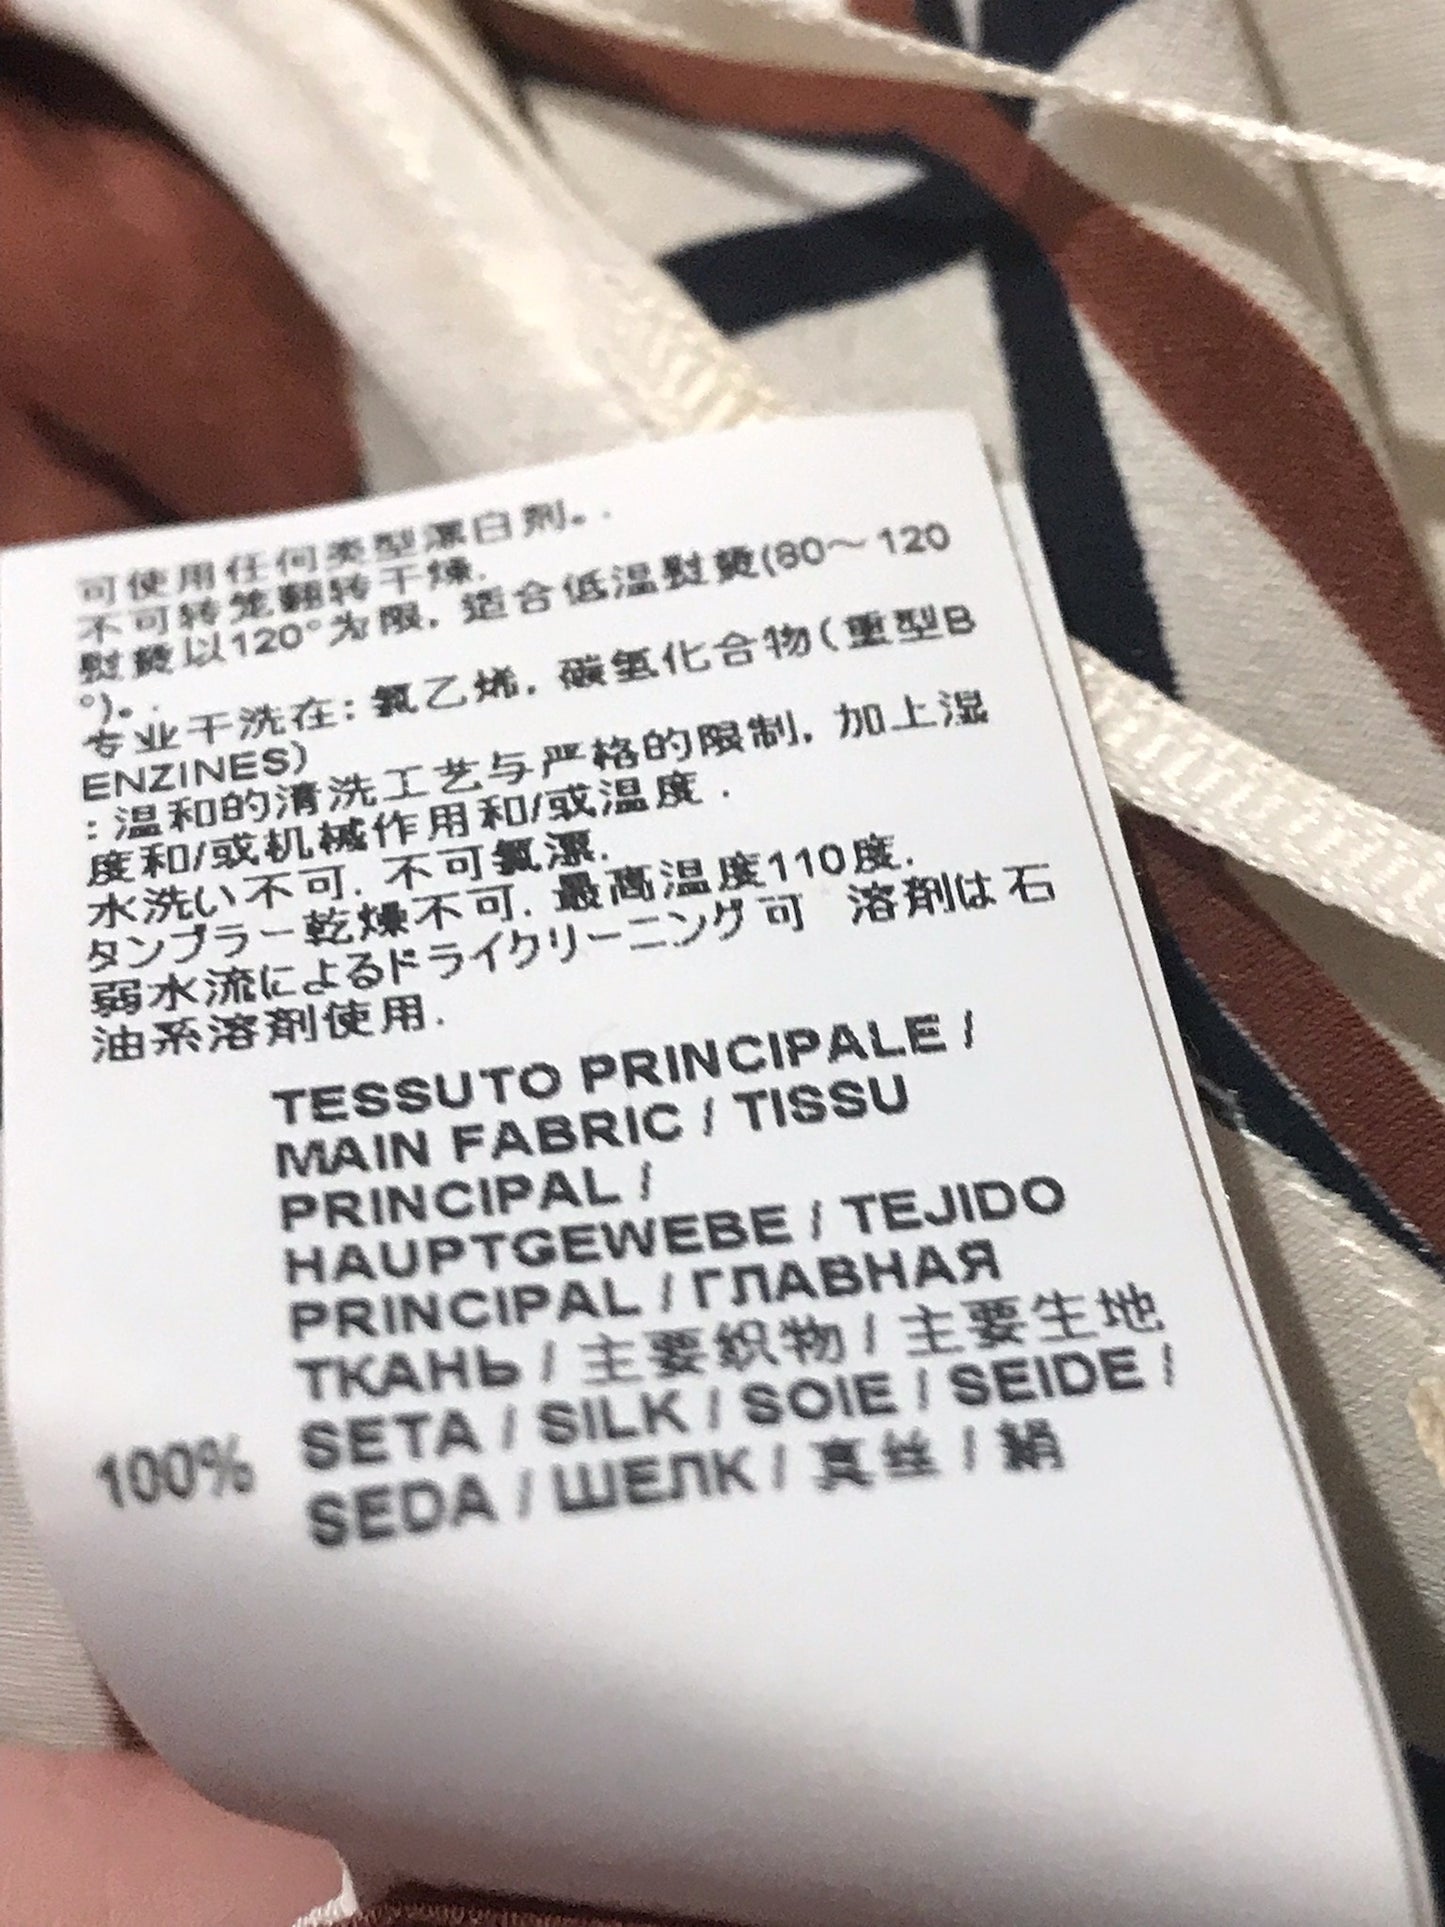 可使用任何类型漂白剂。.
不可转笼翻转干燥.
熨烫以120°为限. 适合低温熨烫(80～120
°)。.
专业干洗在: 氯乙烯. 碳氢化合物(重型B
ENZINES)
: 温和的清洗工艺与严格的限制. 加上湿
度和/或机械作用和/或温度 .
水洗い不可. 不可氯漂.
タンブラー乾燥不可. 最高温度110度.
弱水流によるドライクリーニング可 溶剤は石
油系溶剤使用.
TESSUTO PRINCIPALE /
MAIN FABRIC / TISSU
PRINCIPAL /
HAUPTGEWEBE / TEJIDO
PRINCIPAL / ГЛАВНАЯ
ТКАНЬ / 主要织物 / 主要生地
100% SETA / SILK / SOIE / SEIDE /
SEDA / ШЕЛК / 真丝 / 絹